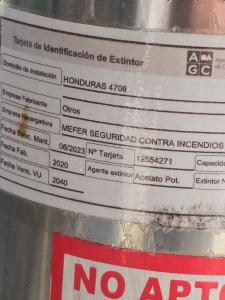 Tarjeta de Identificación de Extintor
AGC
Domicilio de instalación HONDURAS 4709
Empresa Fabricante Otros
Empresa Recargadora MEFER SEGURIDAD CONTRA INCENDIOS
Fecha Venc. Mant. 06/2023 Nº Tarjeta 12554271 Capacida
Fecha Fab. 2020 Agente extintor Acetato Pot. Extintor N
Fecha Venc. VU 2040
NO APTO